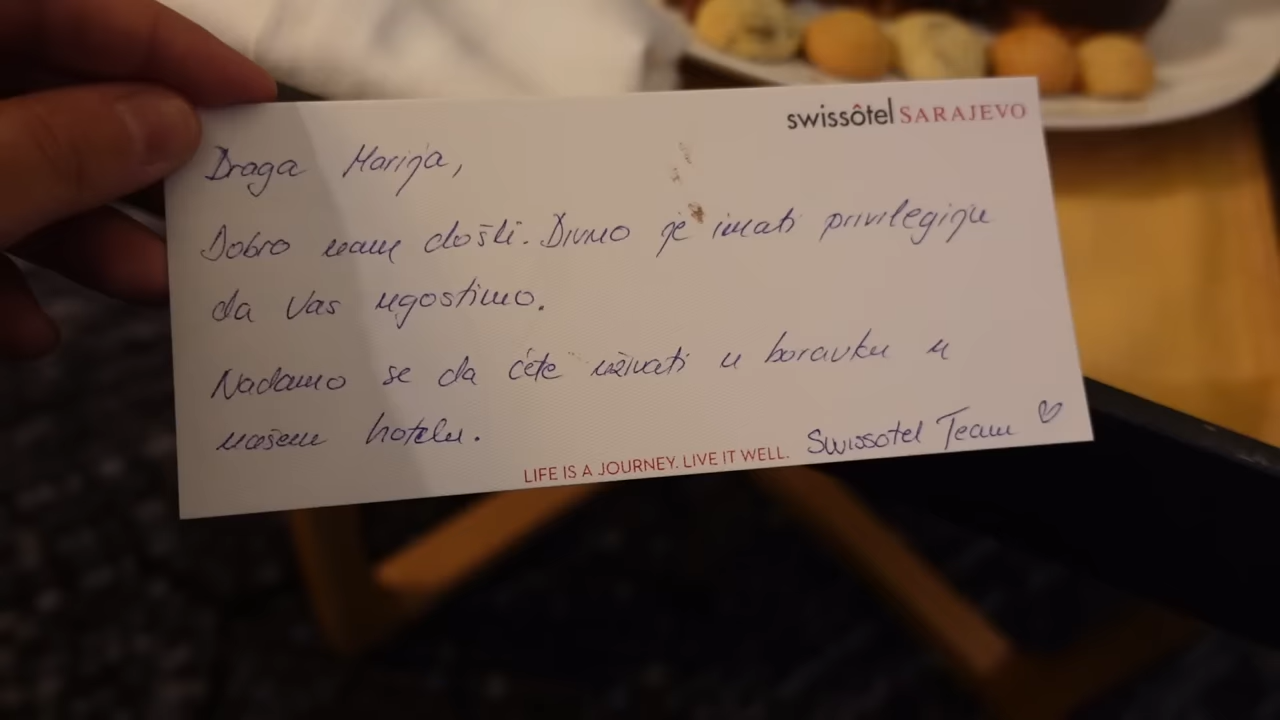 swissôtel SARAJEVO
Draga Marija,
Dobro nam došli. Divno je imati privilegiju
da Vas ugostimo.
Nadamo se da ćete uživati u boravku u
našem hotelu.
Swissotel Team ♡
LIFE IS A JOURNEY. LIVE IT WELL.